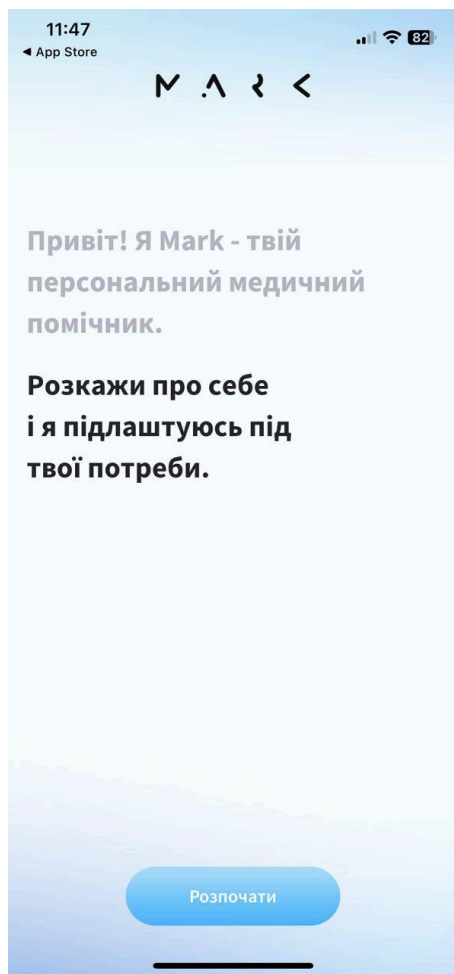 11:47
82
◀ App Store
MARK
Привіт! Я Mark - твій
персональний медичний
помічник.
Розкажи про себе
і я підлаштуюсь під
твої потреби.
Розпочати